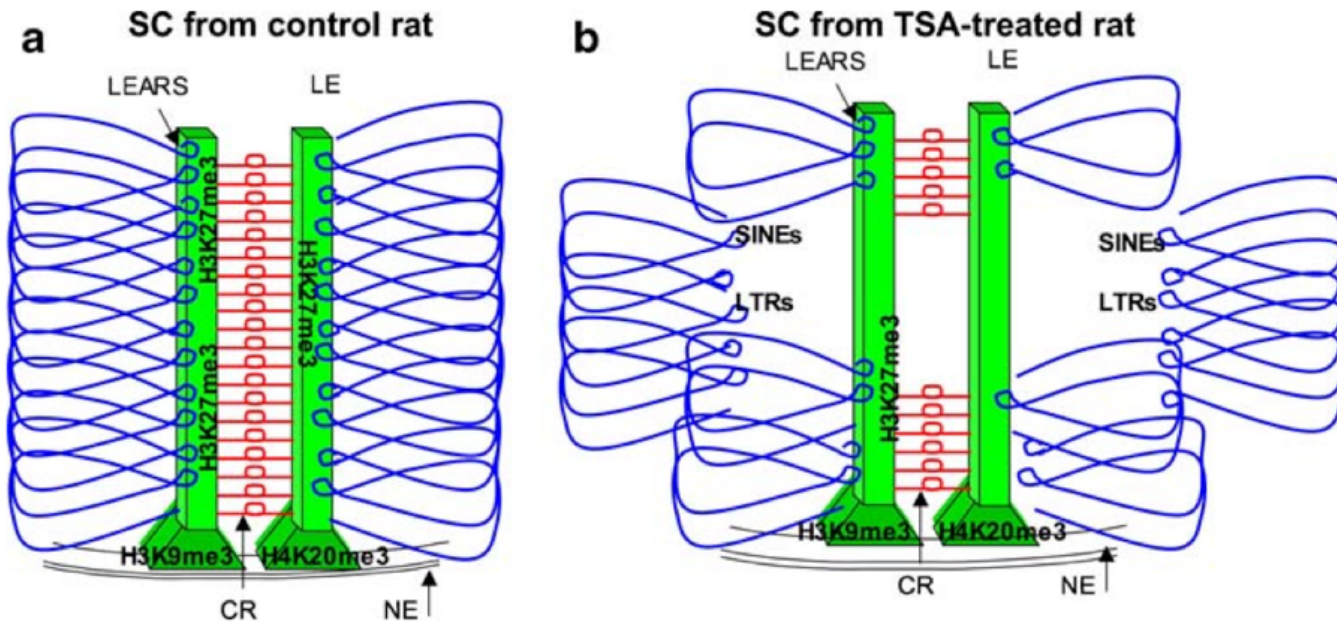 a SC from control rat
LEARS
LE
H3K27me3
H3K27me3
H3K27me3
H3K9me3
H4K20me3
CR
NE
b SC from TSA-treated rat
LEARS
LE
SINEs
SINEs
LTRs
LTRs
H3K27me3
H3K9me3
H4K20me3
CR
NE